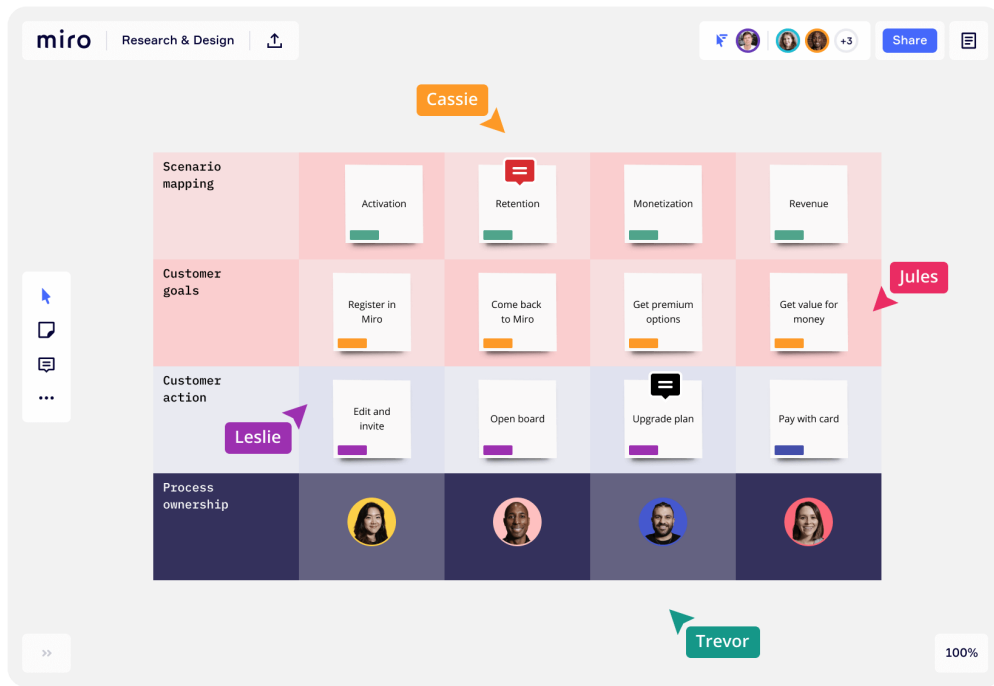 miro
Research & Design
+3
Share
Cassie
Scenario
mapping
Activation
Retention
Monetization
Revenue
Customer
goals
Register in
Miro
Come back
to Miro
Get premium
options
Get value for
money
Jules
Customer
action
Edit and
invite
Open board
Upgrade plan
Pay with card
Leslie
Process
ownership
Trevor
100%